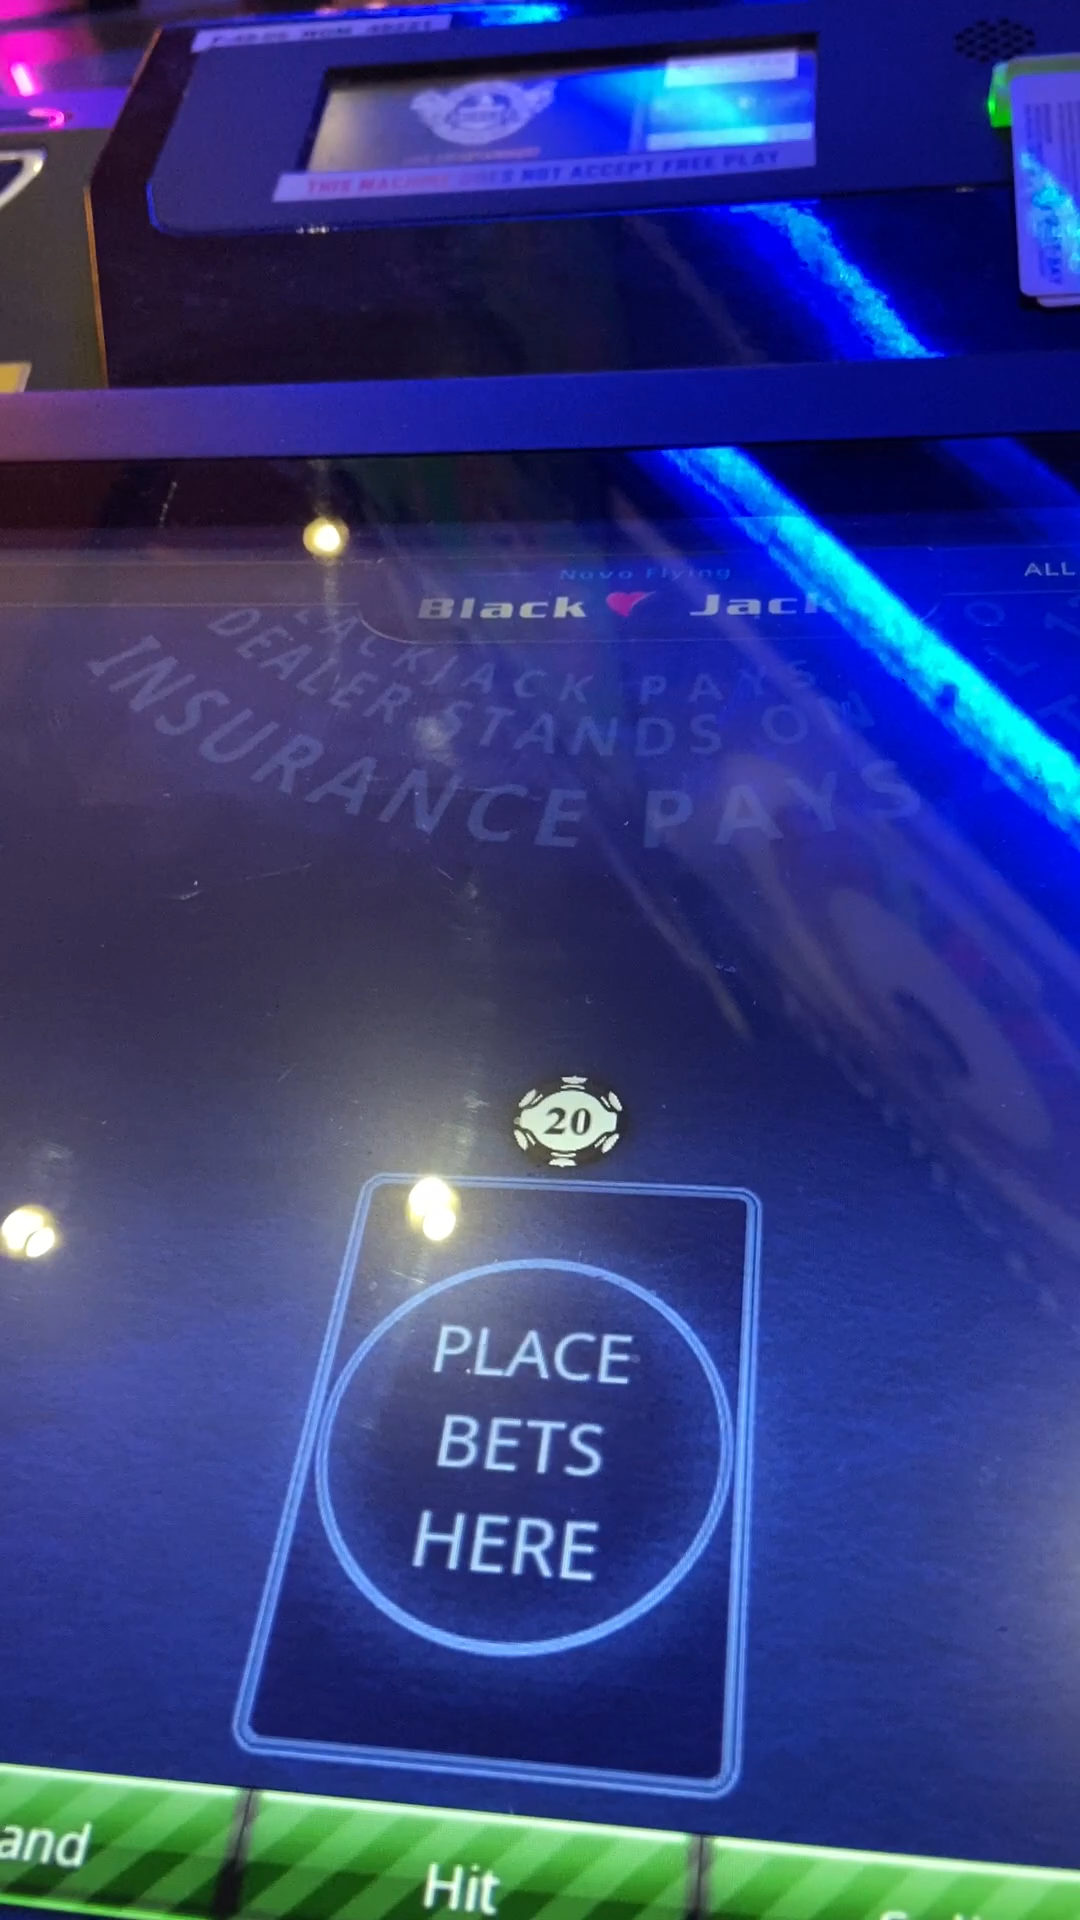 THIS MACHINE DOES NOT ACCEPT FREE PLAY
Novo Flying
Black Jack
ALL
BLACKJACK PAYS
DEALER STANDS ON
INSURANCE PAYS
20
PLACE
BETS
HERE
and
Hit